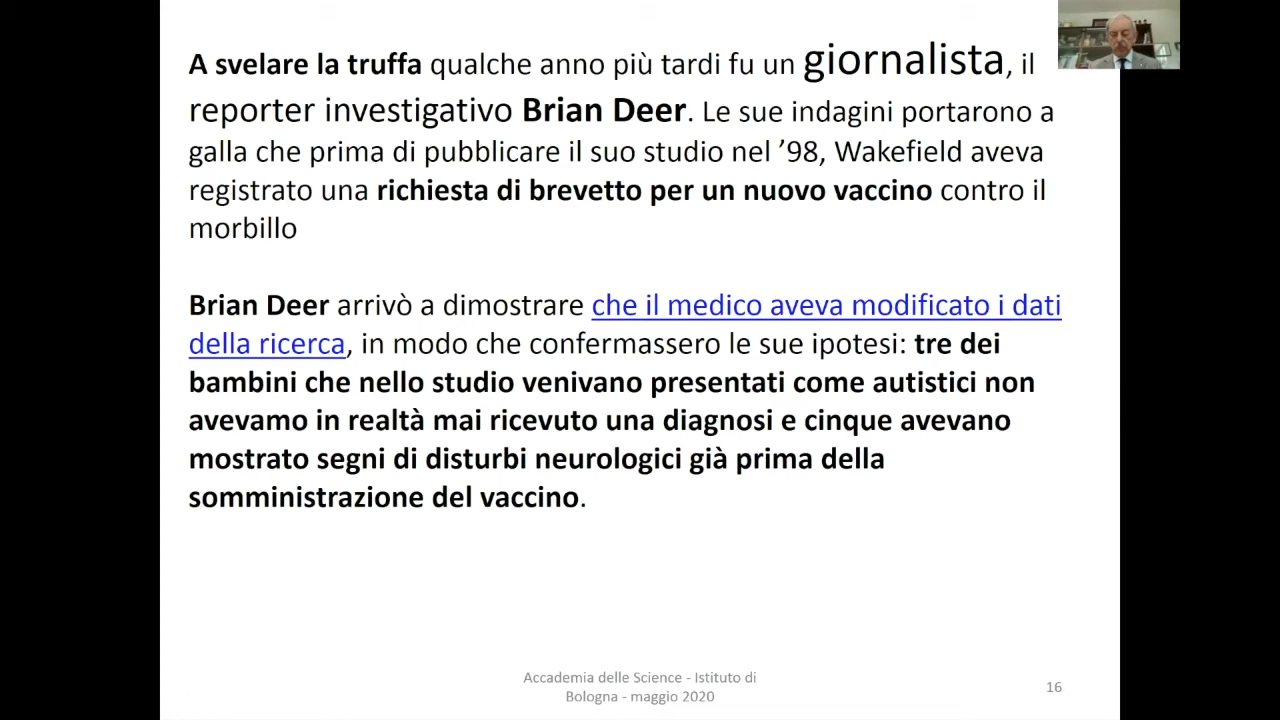 A svelare la truffa qualche anno più tardi fu un giornalista, il
reporter investigativo Brian Deer. Le sue indagini portarono a
galla che prima di pubblicare il suo studio nel ’98, Wakefield aveva
registrato una richiesta di brevetto per un nuovo vaccino contro il
morbillo
Brian Deer arrivò a dimostrare che il medico aveva modificato i dati
della ricerca, in modo che confermassero le sue ipotesi: tre dei
bambini che nello studio venivano presentati come autistici non
avevamo in realtà mai ricevuto una diagnosi e cinque avevano
mostrato segni di disturbi neurologici già prima della
somministrazione del vaccino.
Accademia delle Science - Istituto di
Bologna - maggio 2020
16